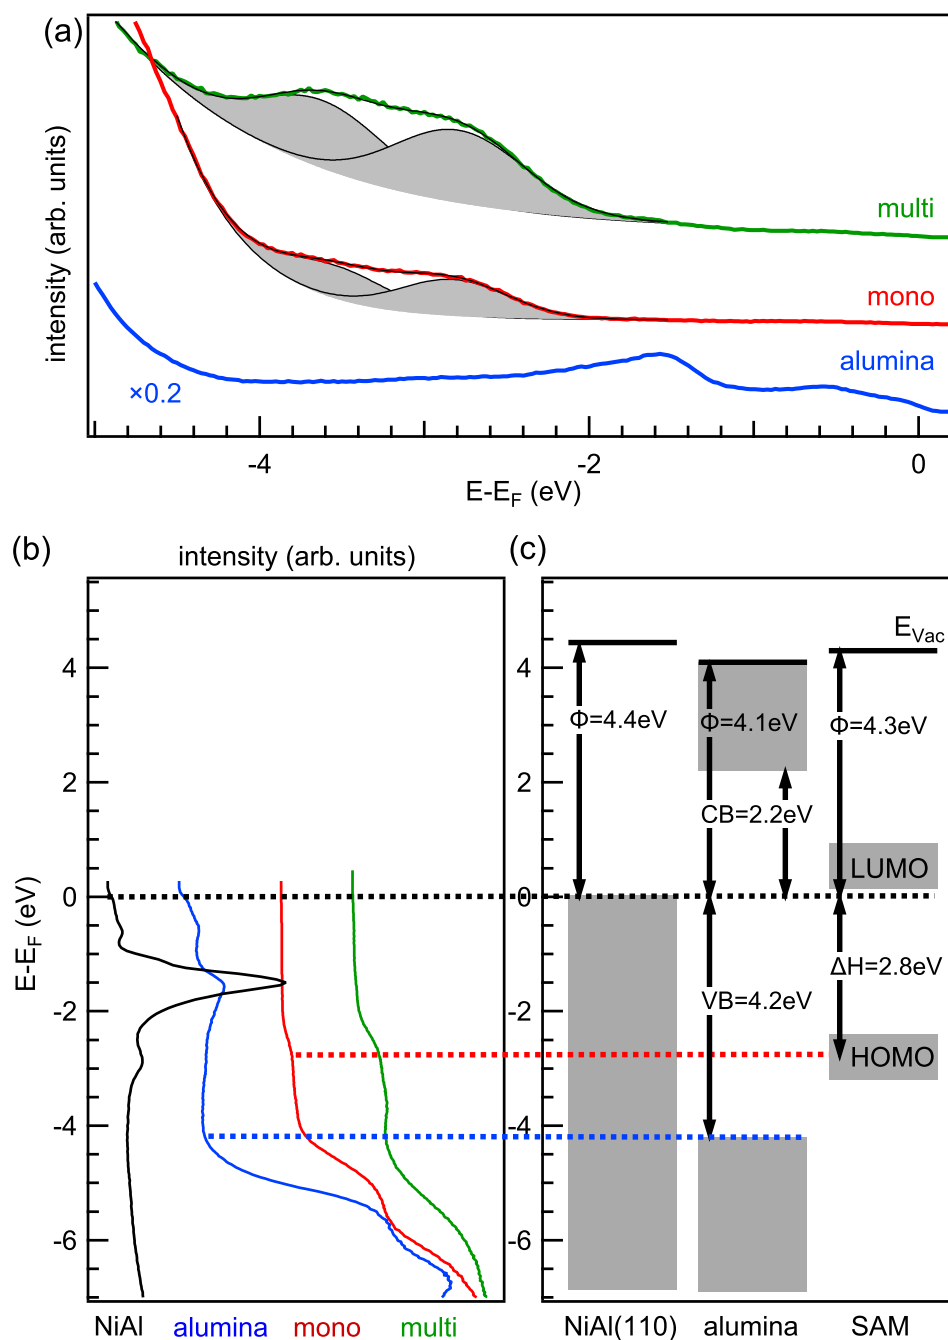 (a)
intensity (arb. units)
multi
mono
alumina
×0.2
-4
-2
0
E-E_F (eV)
(b)
intensity (arb. units)
(c)
E-E_F (eV)
4
2
0
-2
-4
-6
NiAl
alumina
mono
multi
4
2
0
-2
-4
-6
E_Vac
Φ=4.4eV
Φ=4.1eV
Φ=4.3eV
CB=2.2eV
LUMO
ΔH=2.8eV
VB=4.2eV
HOMO
NiAl(110)
alumina
SAM